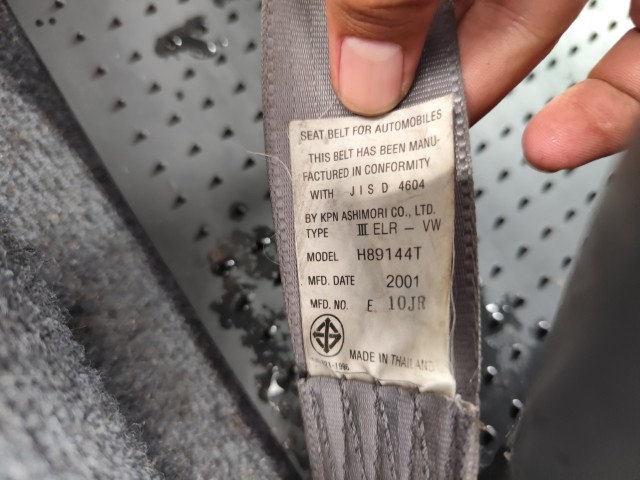 SEAT BELT FOR AUTOMOBILES
THIS BELT HAS BEEN MANU-
FACTURED IN CONFORMITY
WITH J I S D 4604
BY KPN ASHIMORI CO., LTD.
TYPE Ⅲ ELR – VW
MODEL H89144T
MFD. DATE 2001
MFD. NO. E 10JR
MADE IN THAILAND